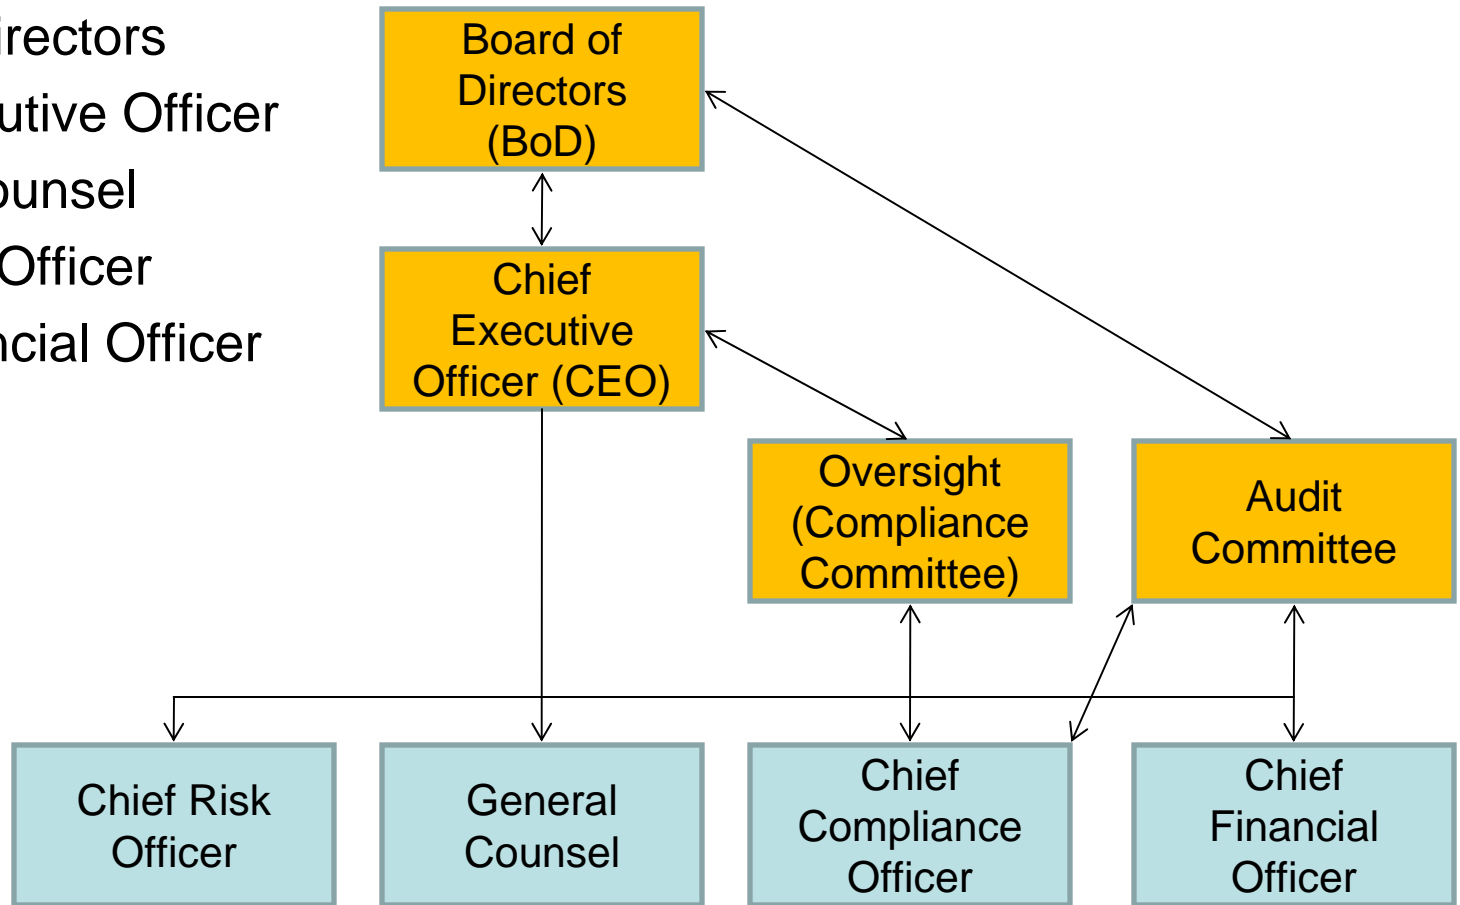 irectors
utive Officer
ounsel
Officer
ncial Officer
Board of
Directors
(BoD)
Chief
Executive
Officer (CEO)
Oversight
(Compliance
Committee)
Audit
Committee
Chief Risk
Officer
General
Counsel
Chief
Compliance
Officer
Chief
Financial
Officer